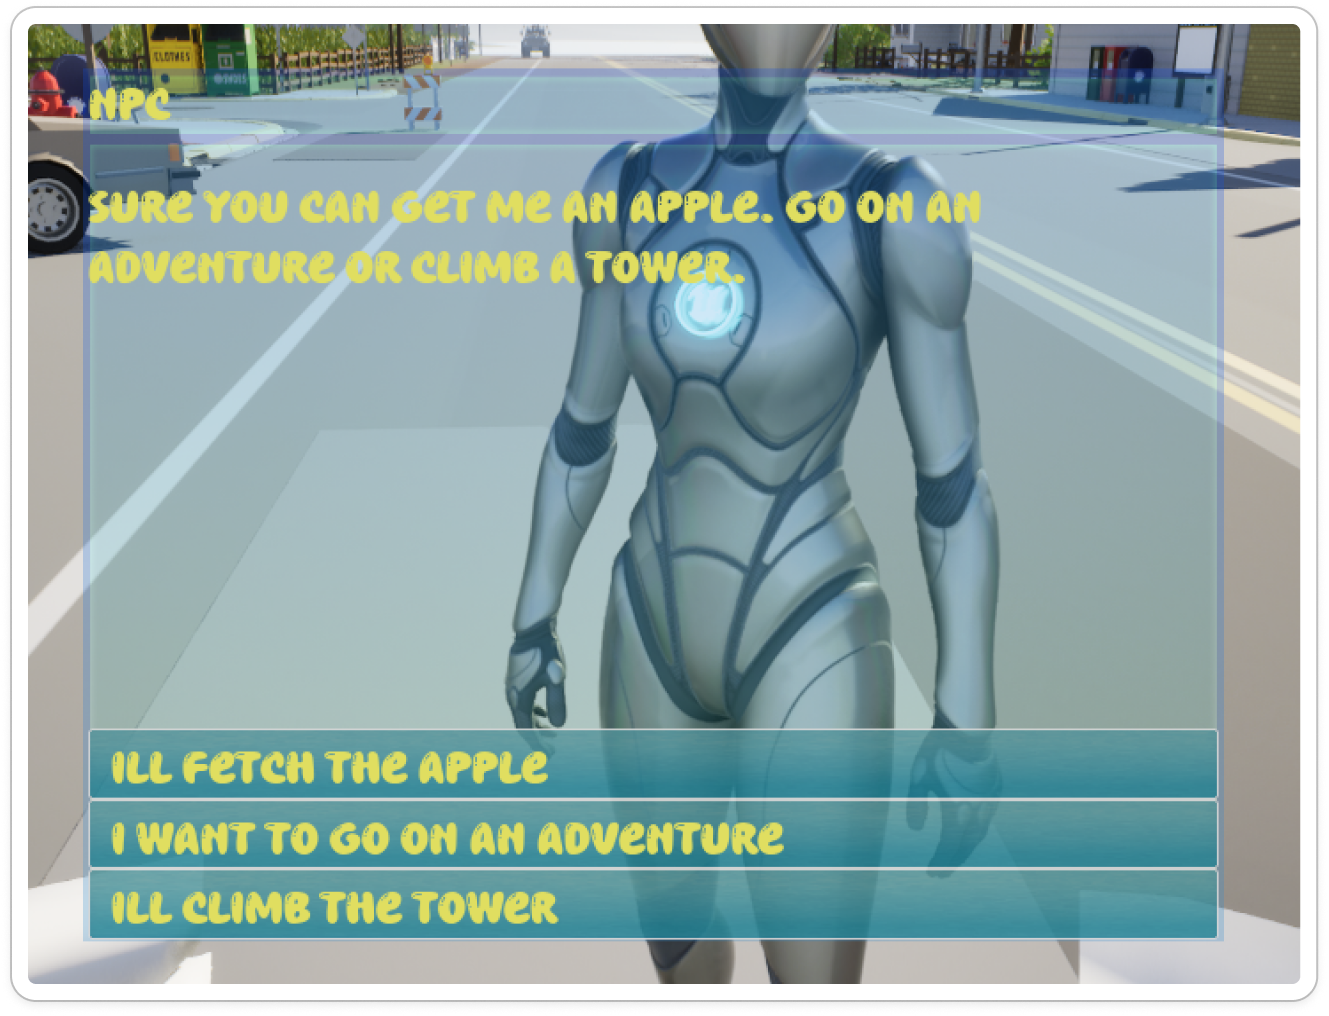 CLOTHES
NPC
SURE YOU CAN GET ME AN APPLE. GO ON AN
ADVENTURE OR CLIMB A TOWER.
ILL FETCH THE APPLE
I WANT TO GO ON AN ADVENTURE
ILL CLIMB THE TOWER